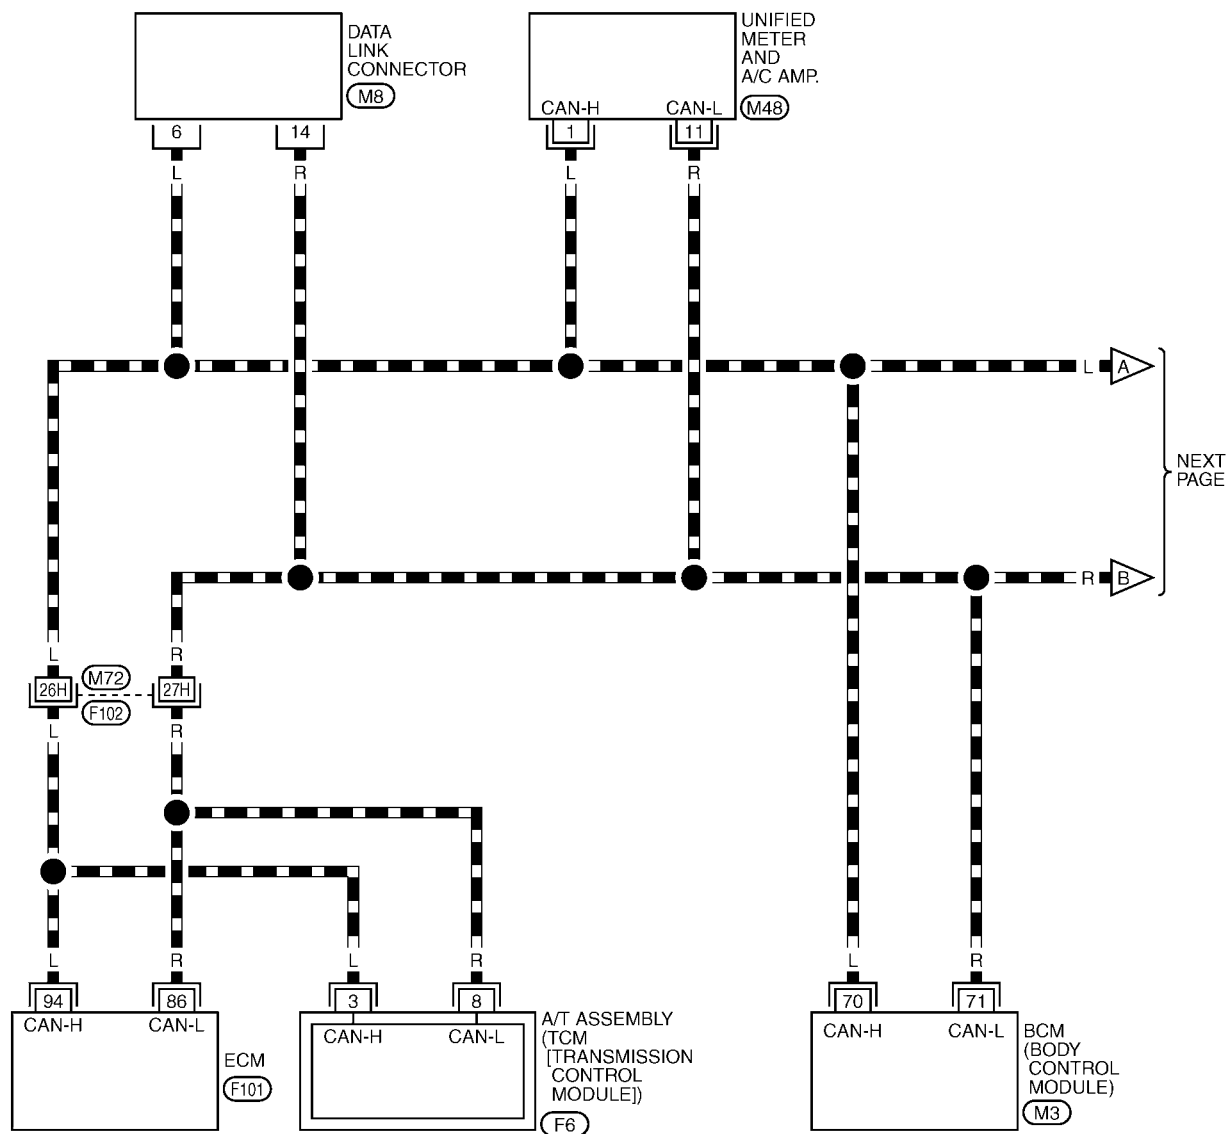 DATA
LINK
CONNECTOR
M8
6
14
L
R
UNIFIED
METER
AND
A/C AMP.
M48
CAN-H
CAN-L
1
11
L
R
L
A
NEXT
PAGE
R
B
L
R
26H
M72
F102
27H
L
R
L
R
L
R
L
R
94
86
3
8
70
71
CAN-H
CAN-L
ECM
F101
CAN-H
CAN-L
A/T ASSEMBLY
(TCM
[TRANSMISSION
CONTROL
MODULE])
F6
CAN-H
CAN-L
BCM
(BODY
CONTROL
MODULE)
M3